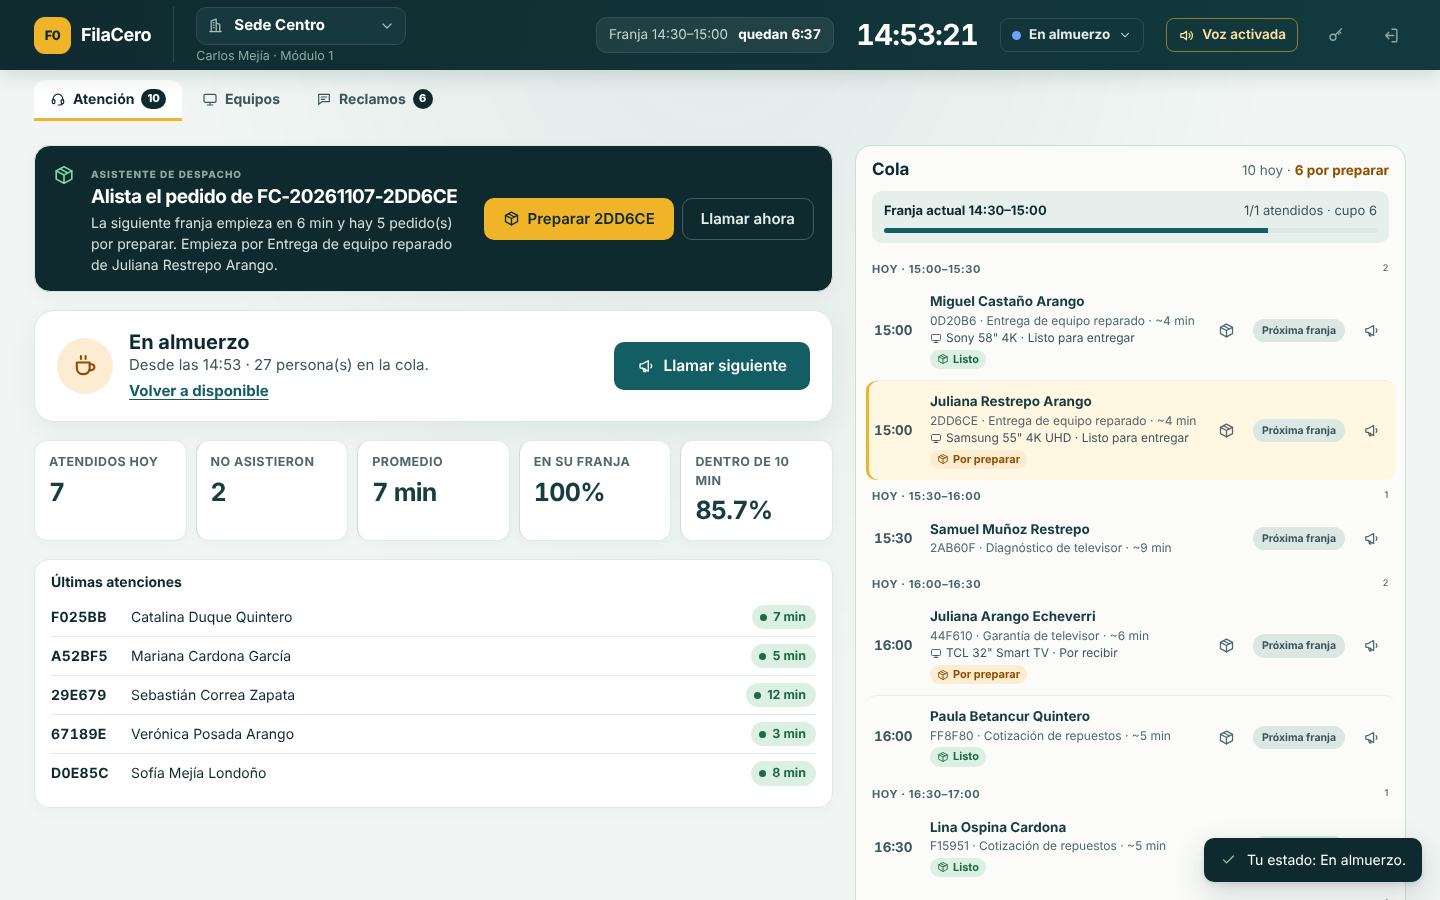 F0 FilaCero
Sede Centro
Carlos Mejía · Módulo 1
Franja 14:30–15:00 quedan 6:37
14:53:21
En almuerzo
Voz activada
Atención 10
Equipos
Reclamos 6
ASISTENTE DE DESPACHO
Alista el pedido de FC-20261107-2DD6CE
La siguiente franja empieza en 6 min y hay 5 pedido(s)
por preparar. Empieza por Entrega de equipo reparado
de Juliana Restrepo Arango.
Preparar 2DD6CE
Llamar ahora
En almuerzo
Desde las 14:53 · 27 persona(s) en la cola.
Volver a disponible
Llamar siguiente
ATENDIDOS HOY
7
NO ASISTIERON
2
PROMEDIO
7 min
EN SU FRANJA
100%
DENTRO DE 10
MIN
85.7%
Últimas atenciones
F025BB Catalina Duque Quintero 7 min
A52BF5 Mariana Cardona García 5 min
29E679 Sebastián Correa Zapata 12 min
67189E Verónica Posada Arango 3 min
D0E85C Sofía Mejía Londoño 8 min
Cola
10 hoy · 6 por preparar
Franja actual 14:30–15:00 1/1 atendidos · cupo 6
HOY · 15:00–15:30 2
15:00
Miguel Castaño Arango
0D20B6 · Entrega de equipo reparado · ~4 min
Sony 58" 4K · Listo para entregar
Listo
Próxima franja
15:00
Juliana Restrepo Arango
2DD6CE · Entrega de equipo reparado · ~4 min
Samsung 55" 4K UHD · Listo para entregar
Por preparar
Próxima franja
HOY · 15:30–16:00 1
15:30
Samuel Muñoz Restrepo
2AB60F · Diagnóstico de televisor · ~9 min
Próxima franja
HOY · 16:00–16:30 2
16:00
Juliana Arango Echeverri
44F610 · Garantía de televisor · ~6 min
TCL 32" Smart TV · Por recibir
Por preparar
Próxima franja
16:00
Paula Betancur Quintero
FF8F80 · Cotización de repuestos · ~5 min
Listo
Próxima franja
HOY · 16:30–17:00 1
16:30
Lina Ospina Cardona
F15951 · Cotización de repuestos · ~5 min
Listo
Tu estado: En almuerzo.